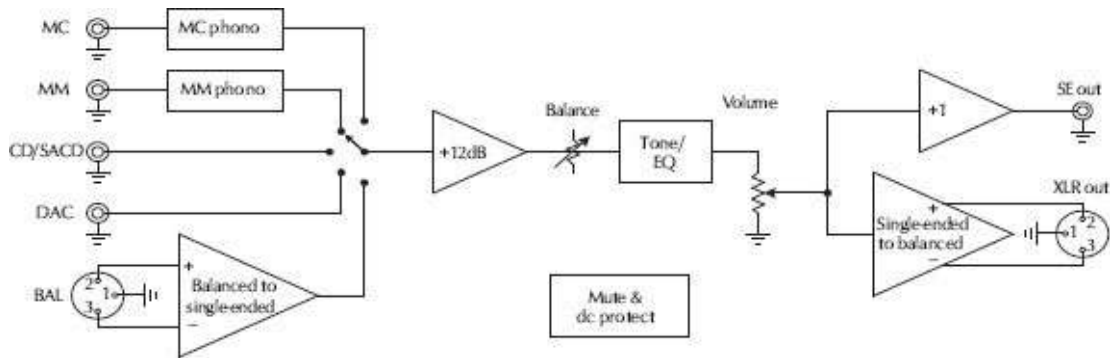 MC
MC phono
MM
MM phono
CD/SACD
DAC
BAL
2
1
3
+
Balanced to
single-ended
−
+12dB
Balance
Tone/
EQ
Volume
+1
SE out
XLR out
+
Single-ended
to balanced
−
2
1
3
Mute &
dc protect